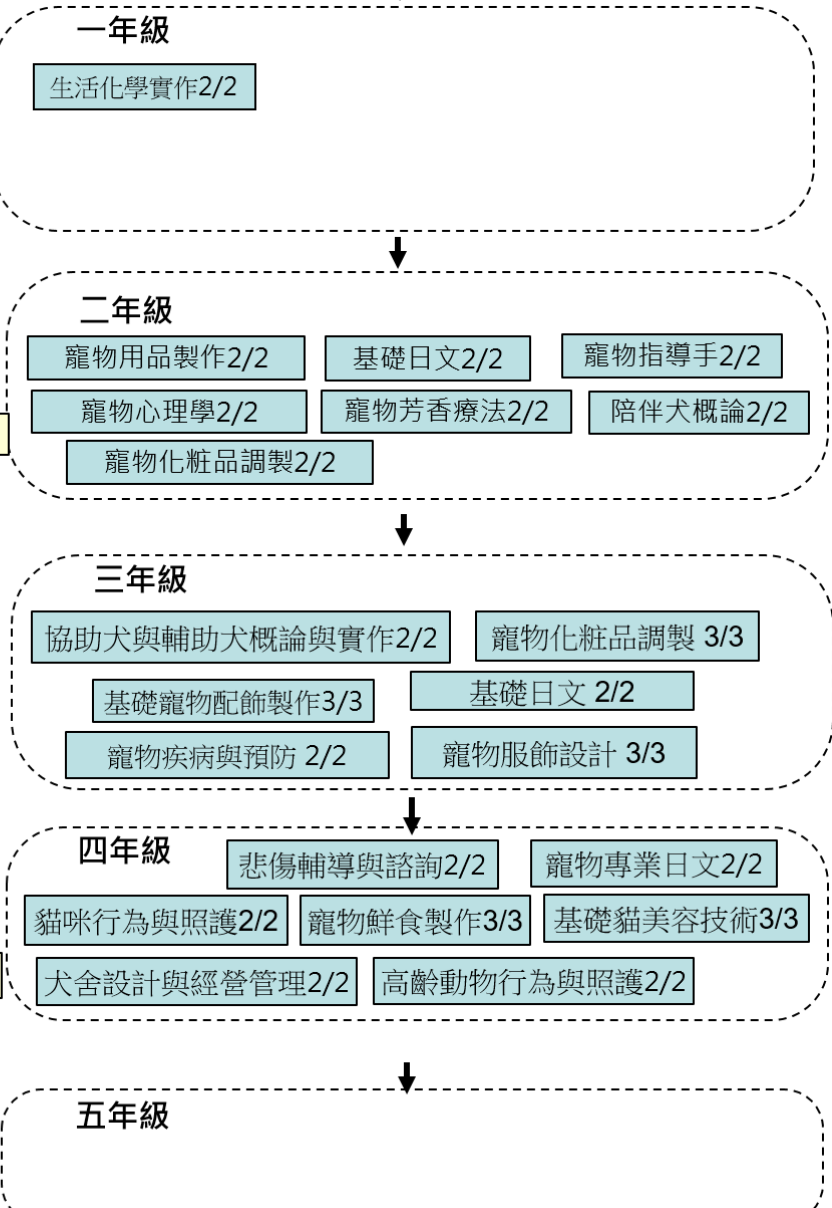 一年級
生活化學實作2/2
二年級
寵物用品製作2/2
基礎日文2/2
寵物指導手2/2
寵物心理學2/2
寵物芳香療法2/2
陪伴犬概論2/2
寵物化粧品調製2/2
三年級
協助犬與輔助犬概論與實作2/2
寵物化粧品調製 3/3
基礎寵物配飾製作3/3
基礎日文 2/2
寵物疾病與預防 2/2
寵物服飾設計 3/3
四年級
悲傷輔導與諮詢2/2
寵物專業日文2/2
貓咪行為與照護2/2
寵物鮮食製作3/3
基礎貓美容技術3/3
犬舍設計與經營管理2/2
高齡動物行為與照護2/2
五年級